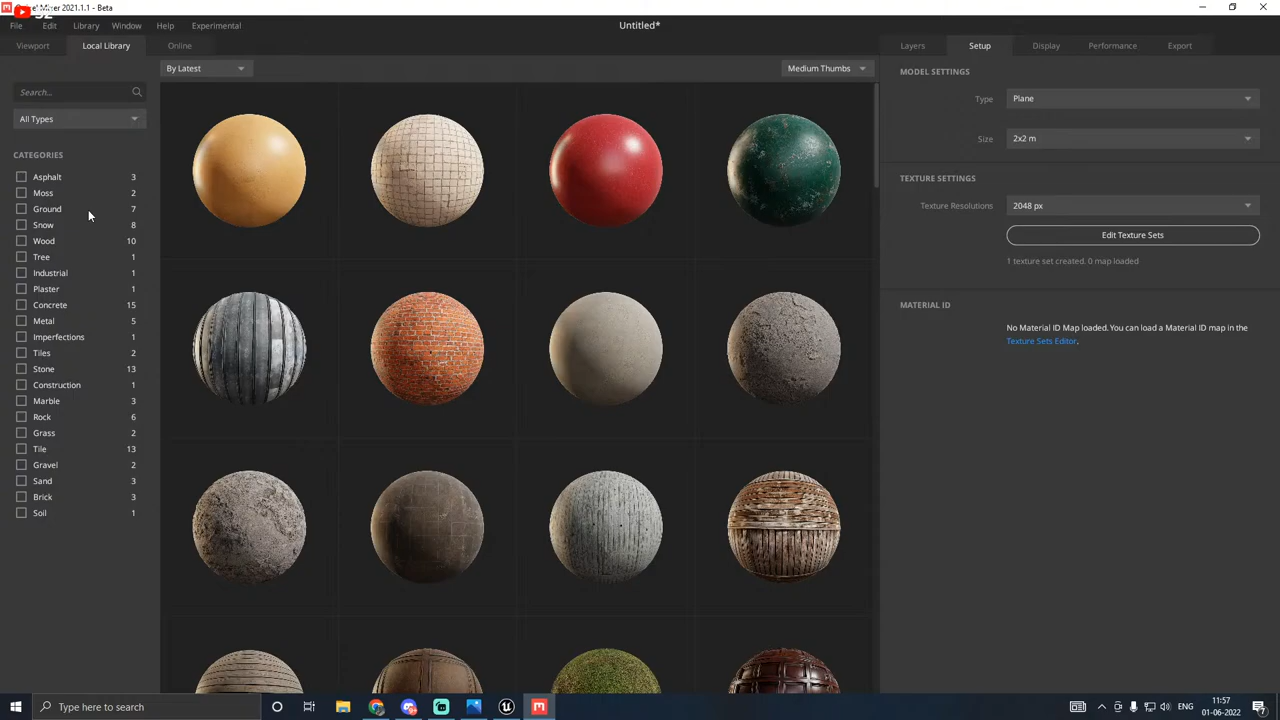 Mixer 2021.1.1 - Beta
File Edit Library Window Help Experimental
Untitled*
Viewport Local Library Online
Layers Setup Display Performance Export
By Latest
Medium Thumbs
Search...
All Types
CATEGORIES
Asphalt 3
Moss 2
Ground 7
Snow 8
Wood 10
Tree 1
Industrial 1
Plaster 1
Concrete 15
Metal 5
Imperfections 1
Tiles 2
Stone 13
Construction 1
Marble 3
Rock 6
Grass 2
Tile 13
Gravel 2
Sand 3
Brick 3
Soil 1
MODEL SETTINGS
Type Plane
Size 2x2 m
TEXTURE SETTINGS
Texture Resolutions 2048 px
Edit Texture Sets
1 texture set created. 0 map loaded
MATERIAL ID
No Material ID Map loaded. You can load a Material ID map in the
Texture Sets Editor.
Type here to search
ENG
11:57
01-06-2022
7